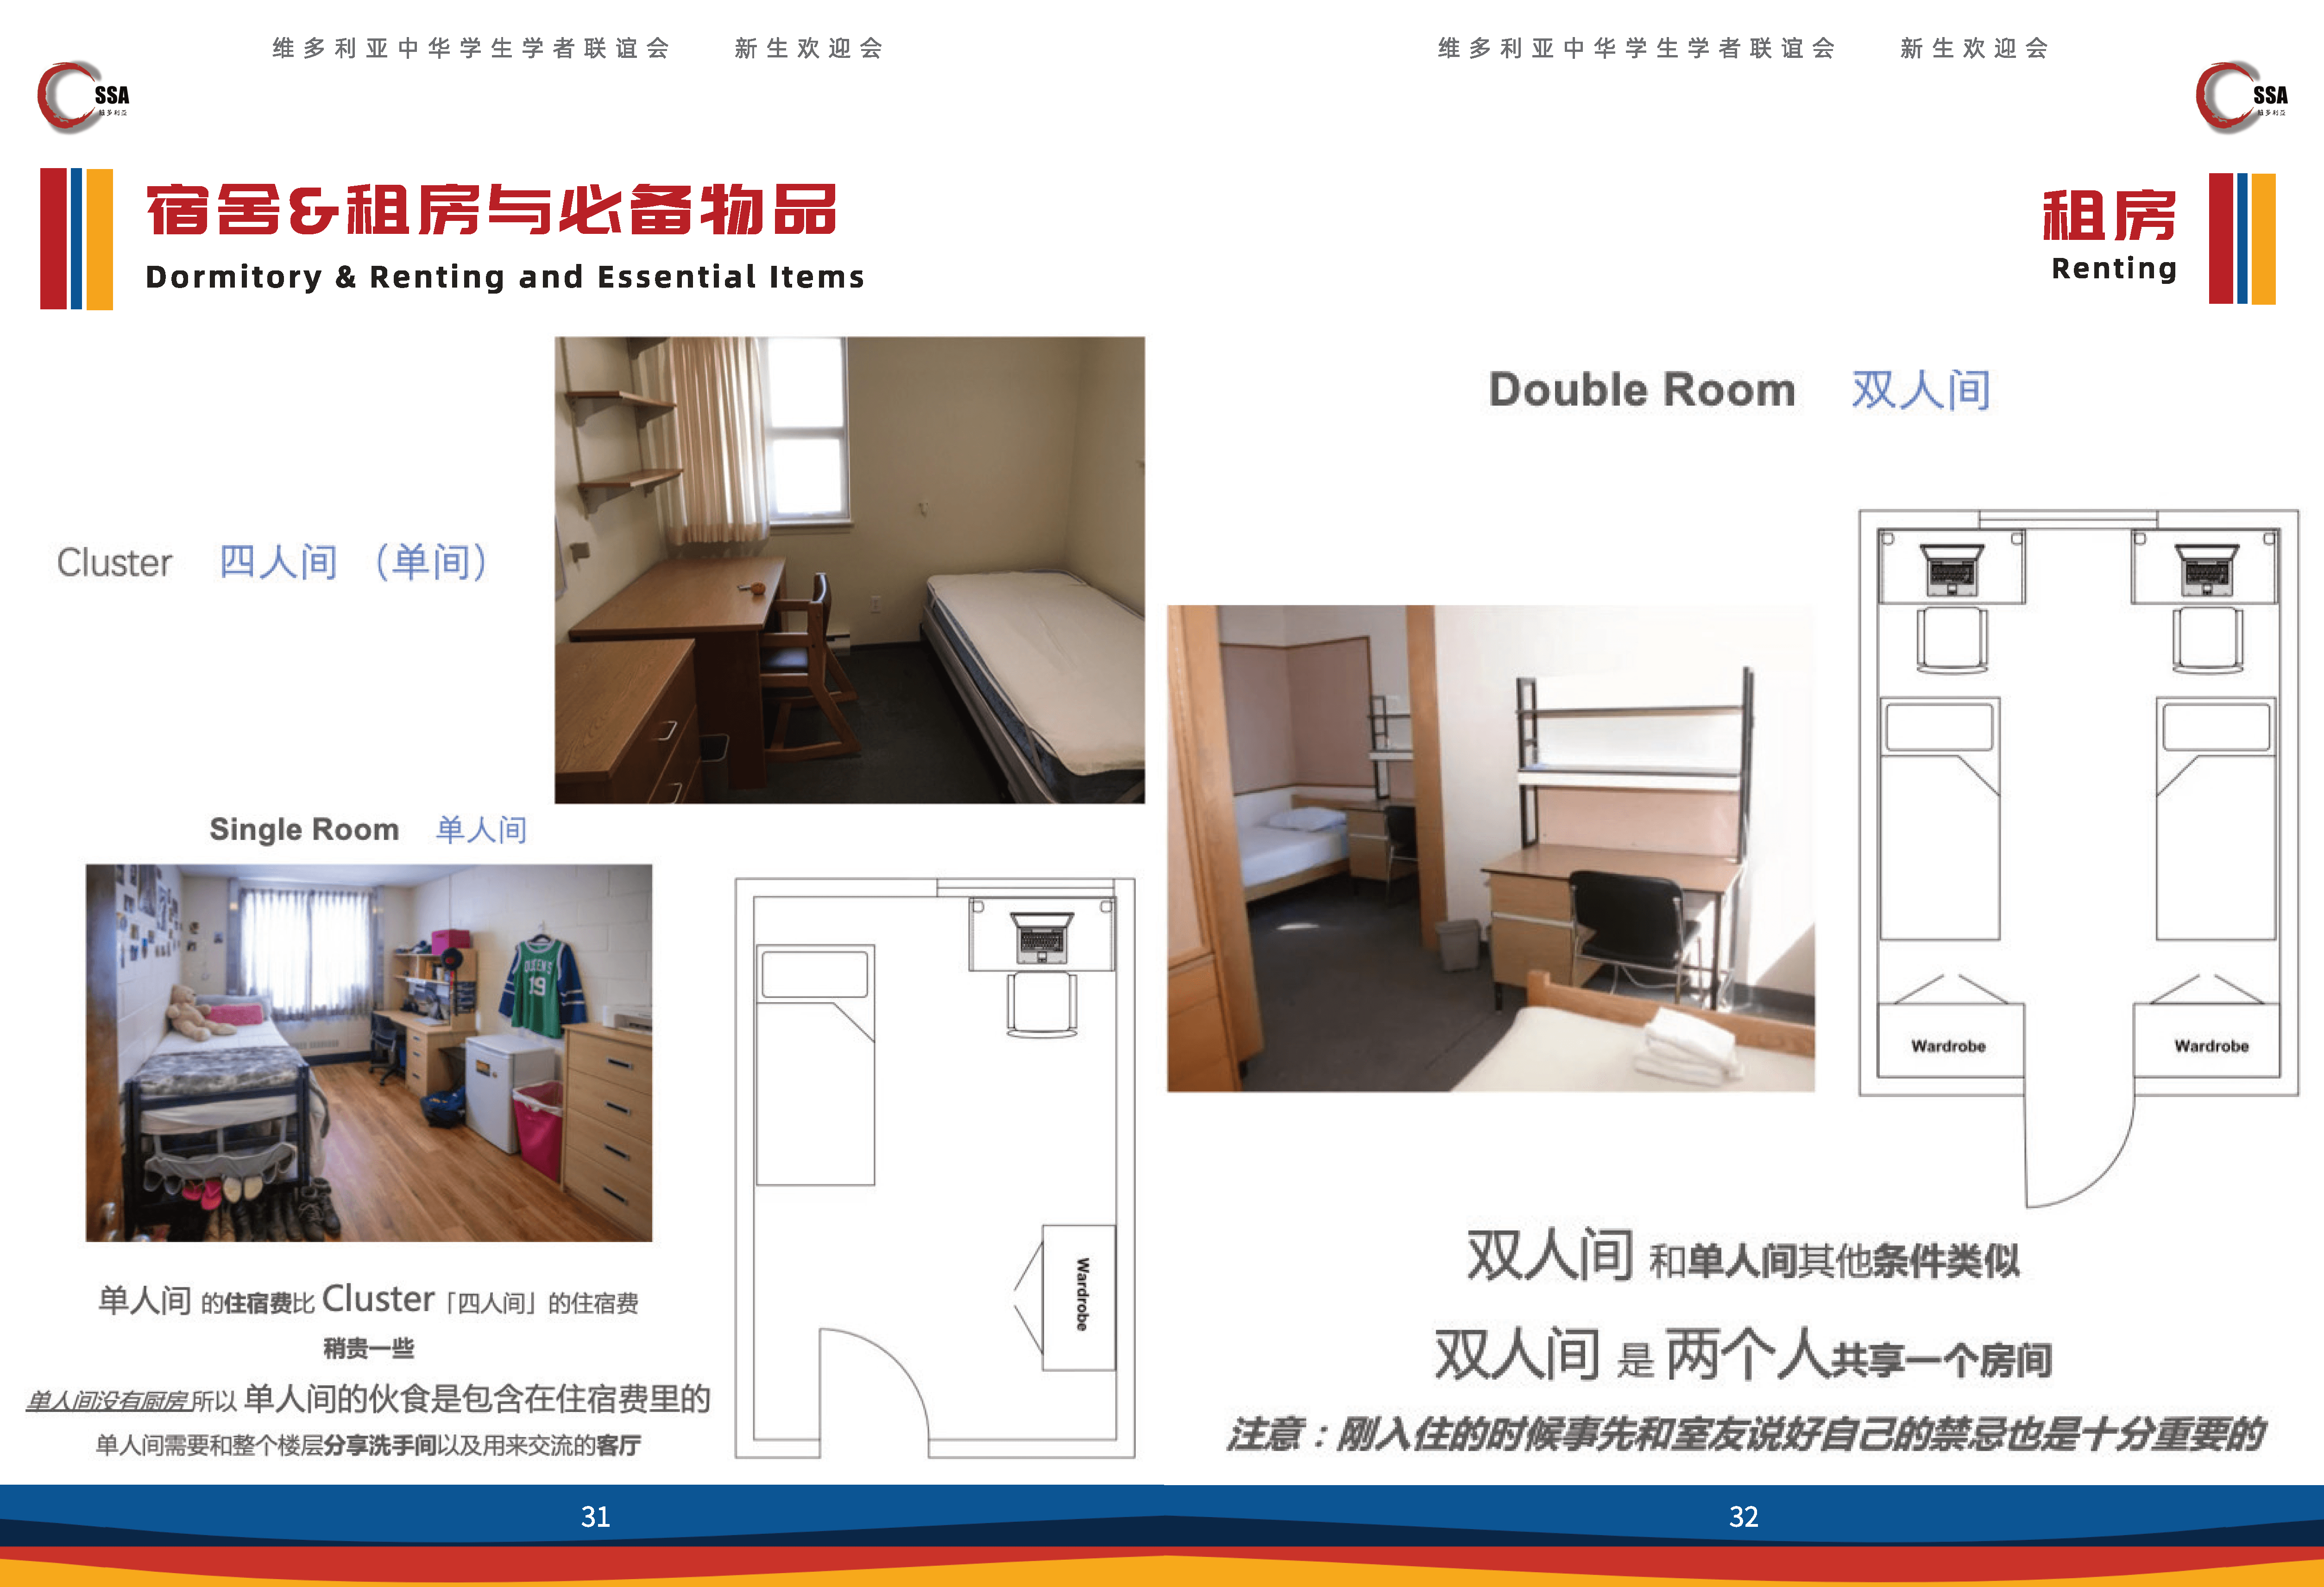 维多利亚中华学生学者联谊会 新生欢迎会
SSA
维多利亚
宿舍&租房与必备物品
Dormitory & Renting and Essential Items
Cluster 四人间 （单间）
Single Room 单人间
QUEENS
19
Wardrobe
单人间 的住宿费比 Cluster「四人间」的住宿费
稍贵一些
单人间没有厨房所以 单人间的伙食是包含在住宿费里的
单人间需要和整个楼层分享洗手间以及用来交流的客厅
31
维多利亚中华学生学者联谊会 新生欢迎会
SSA
维多利亚
租房
Renting
Double Room 双人间
Wardrobe
Wardrobe
双人间 和单人间其他条件类似
双人间 是 两个人共享一个房间
注意：刚入住的时候事先和室友说好自己的禁忌也是十分重要的
32